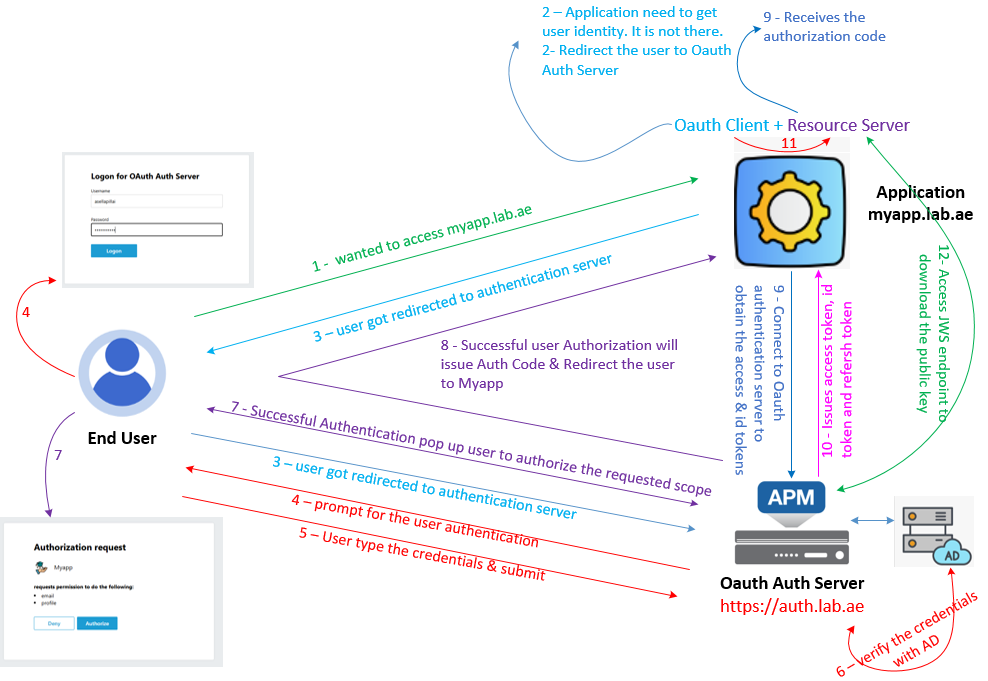 2 – Application need to get
user identity. It is not there.
2- Redirect the user to Oauth
Auth Server
9 - Receives the
authorization code
Oauth Client + Resource Server
11
Application
myapp.lab.ae
Logon for OAuth Auth Server
Username
Password
••••••••••
Logon
4
1 -  wanted to access myapp.lab.ae
3 – user got redirected to authentication server
8 - Successful user Authorization will
issue Auth Code & Redirect the user
to Myapp
9 - Connect to Oauth
authentication server to
obtain the access & id tokens
10 - Issues access token, id
token and refersh token
12- Access JWS endpoint to
download the public key
End User
7
7 - Successful Authentication pop up user to authorize the requested scope
3 – user got redirected to authentication server
4 – prompt for the user authentication
5 – User type the credentials & submit
APM
Oauth Auth Server
https://auth.lab.ae
AD
6 – verify the credentials
with AD
Authorization request
Myapp
requests permission to do the following:
• email
• profile
Deny
Authorize